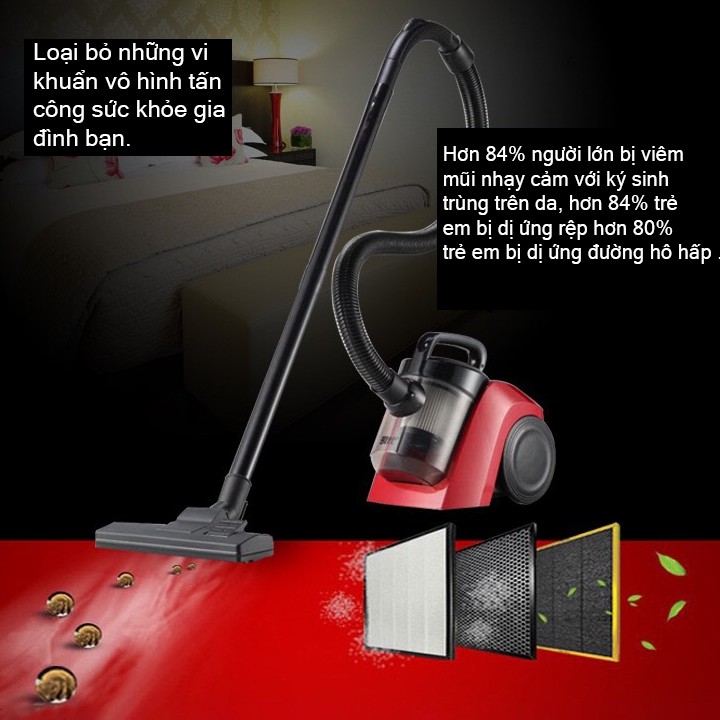 Loại bỏ những vi
khuẩn vô hình tấn
công sức khỏe gia
đình bạn.
Hơn 84% người lớn bị viêm
mũi nhạy cảm với ký sinh
trùng trên da, hơn 84% trẻ
em bị dị ứng rệp hơn 80%
trẻ em bị dị ứng đường hô hấp .